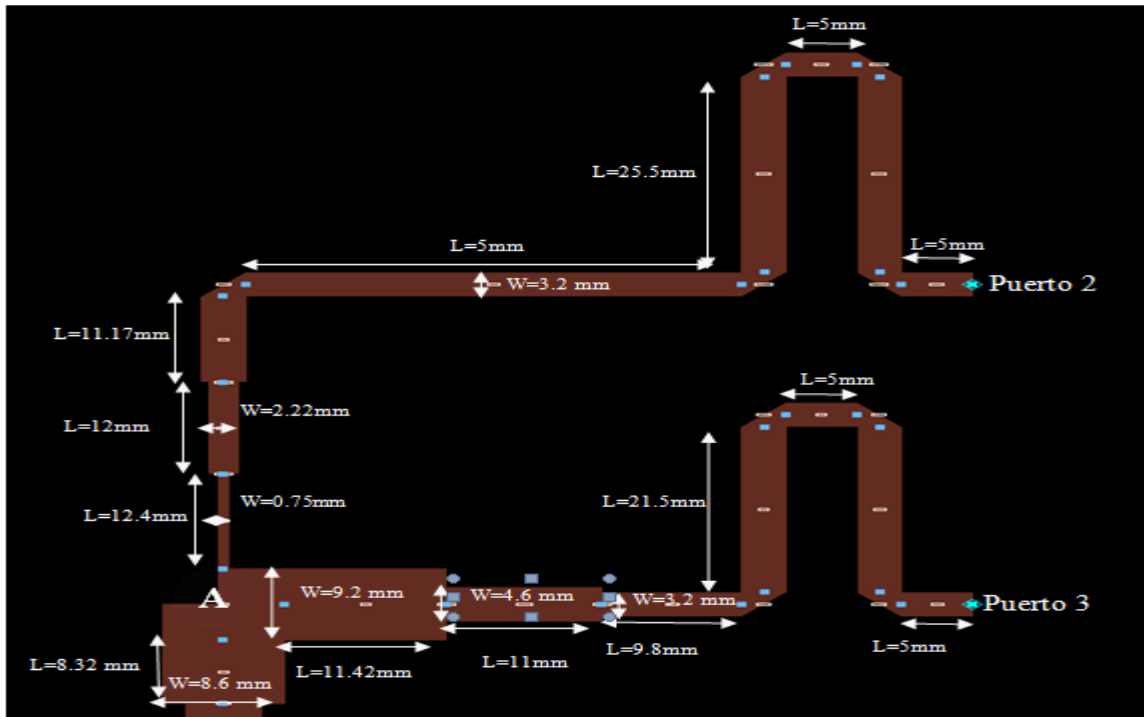 L=5mm
L=25.5mm
L=5mm
L=5mm
W=3.2 mm
Puerto 2
L=11.17mm
L=5mm
W=2.22mm
L=12mm
L=21.5mm
W=0.75mm
L=12.4mm
A
W=9.2 mm
W=4.6 mm
W=3.2 mm
Puerto 3
L=9.8mm
L=5mm
L=11mm
L=8.32 mm
L=11.42mm
W=8.6 mm